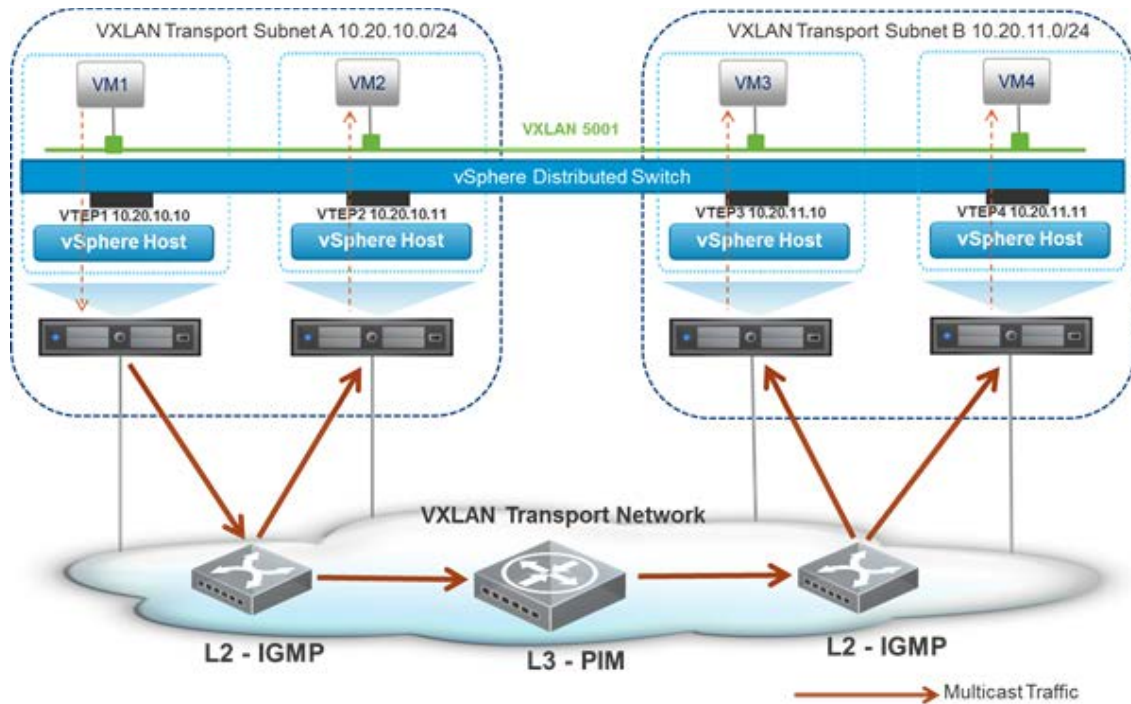 VXLAN Transport Subnet A 10.20.10.0/24
VXLAN Transport Subnet B 10.20.11.0/24
VM1
VM2
VM3
VM4
VXLAN 5001
vSphere Distributed Switch
VTEP1 10.20.10.10
VTEP2 10.20.10.11
VTEP3 10.20.11.10
VTEP4 10.20.11.11
vSphere Host
vSphere Host
vSphere Host
vSphere Host
VXLAN Transport Network
L2 - IGMP
L3 - PIM
L2 - IGMP
Multicast Traffic